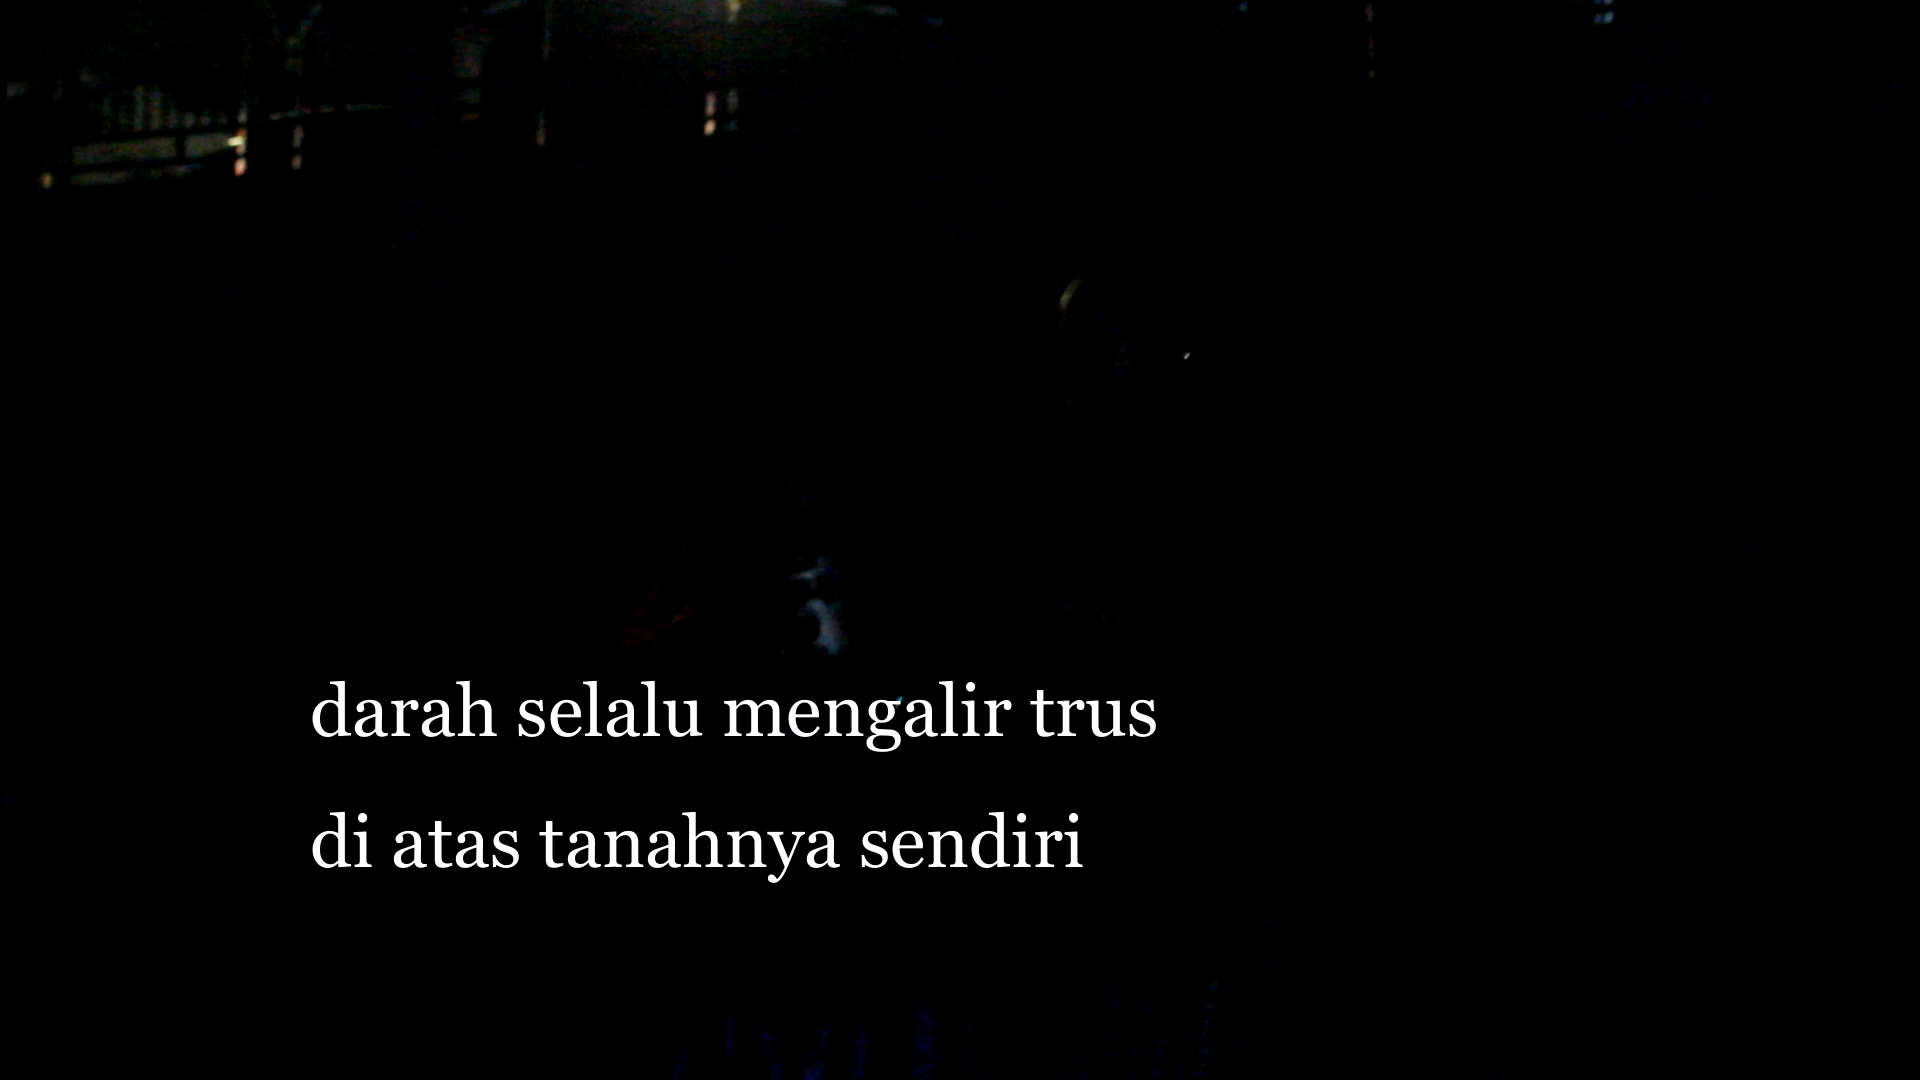 darah selalu mengalir trus
di atas tanahnya sendiri